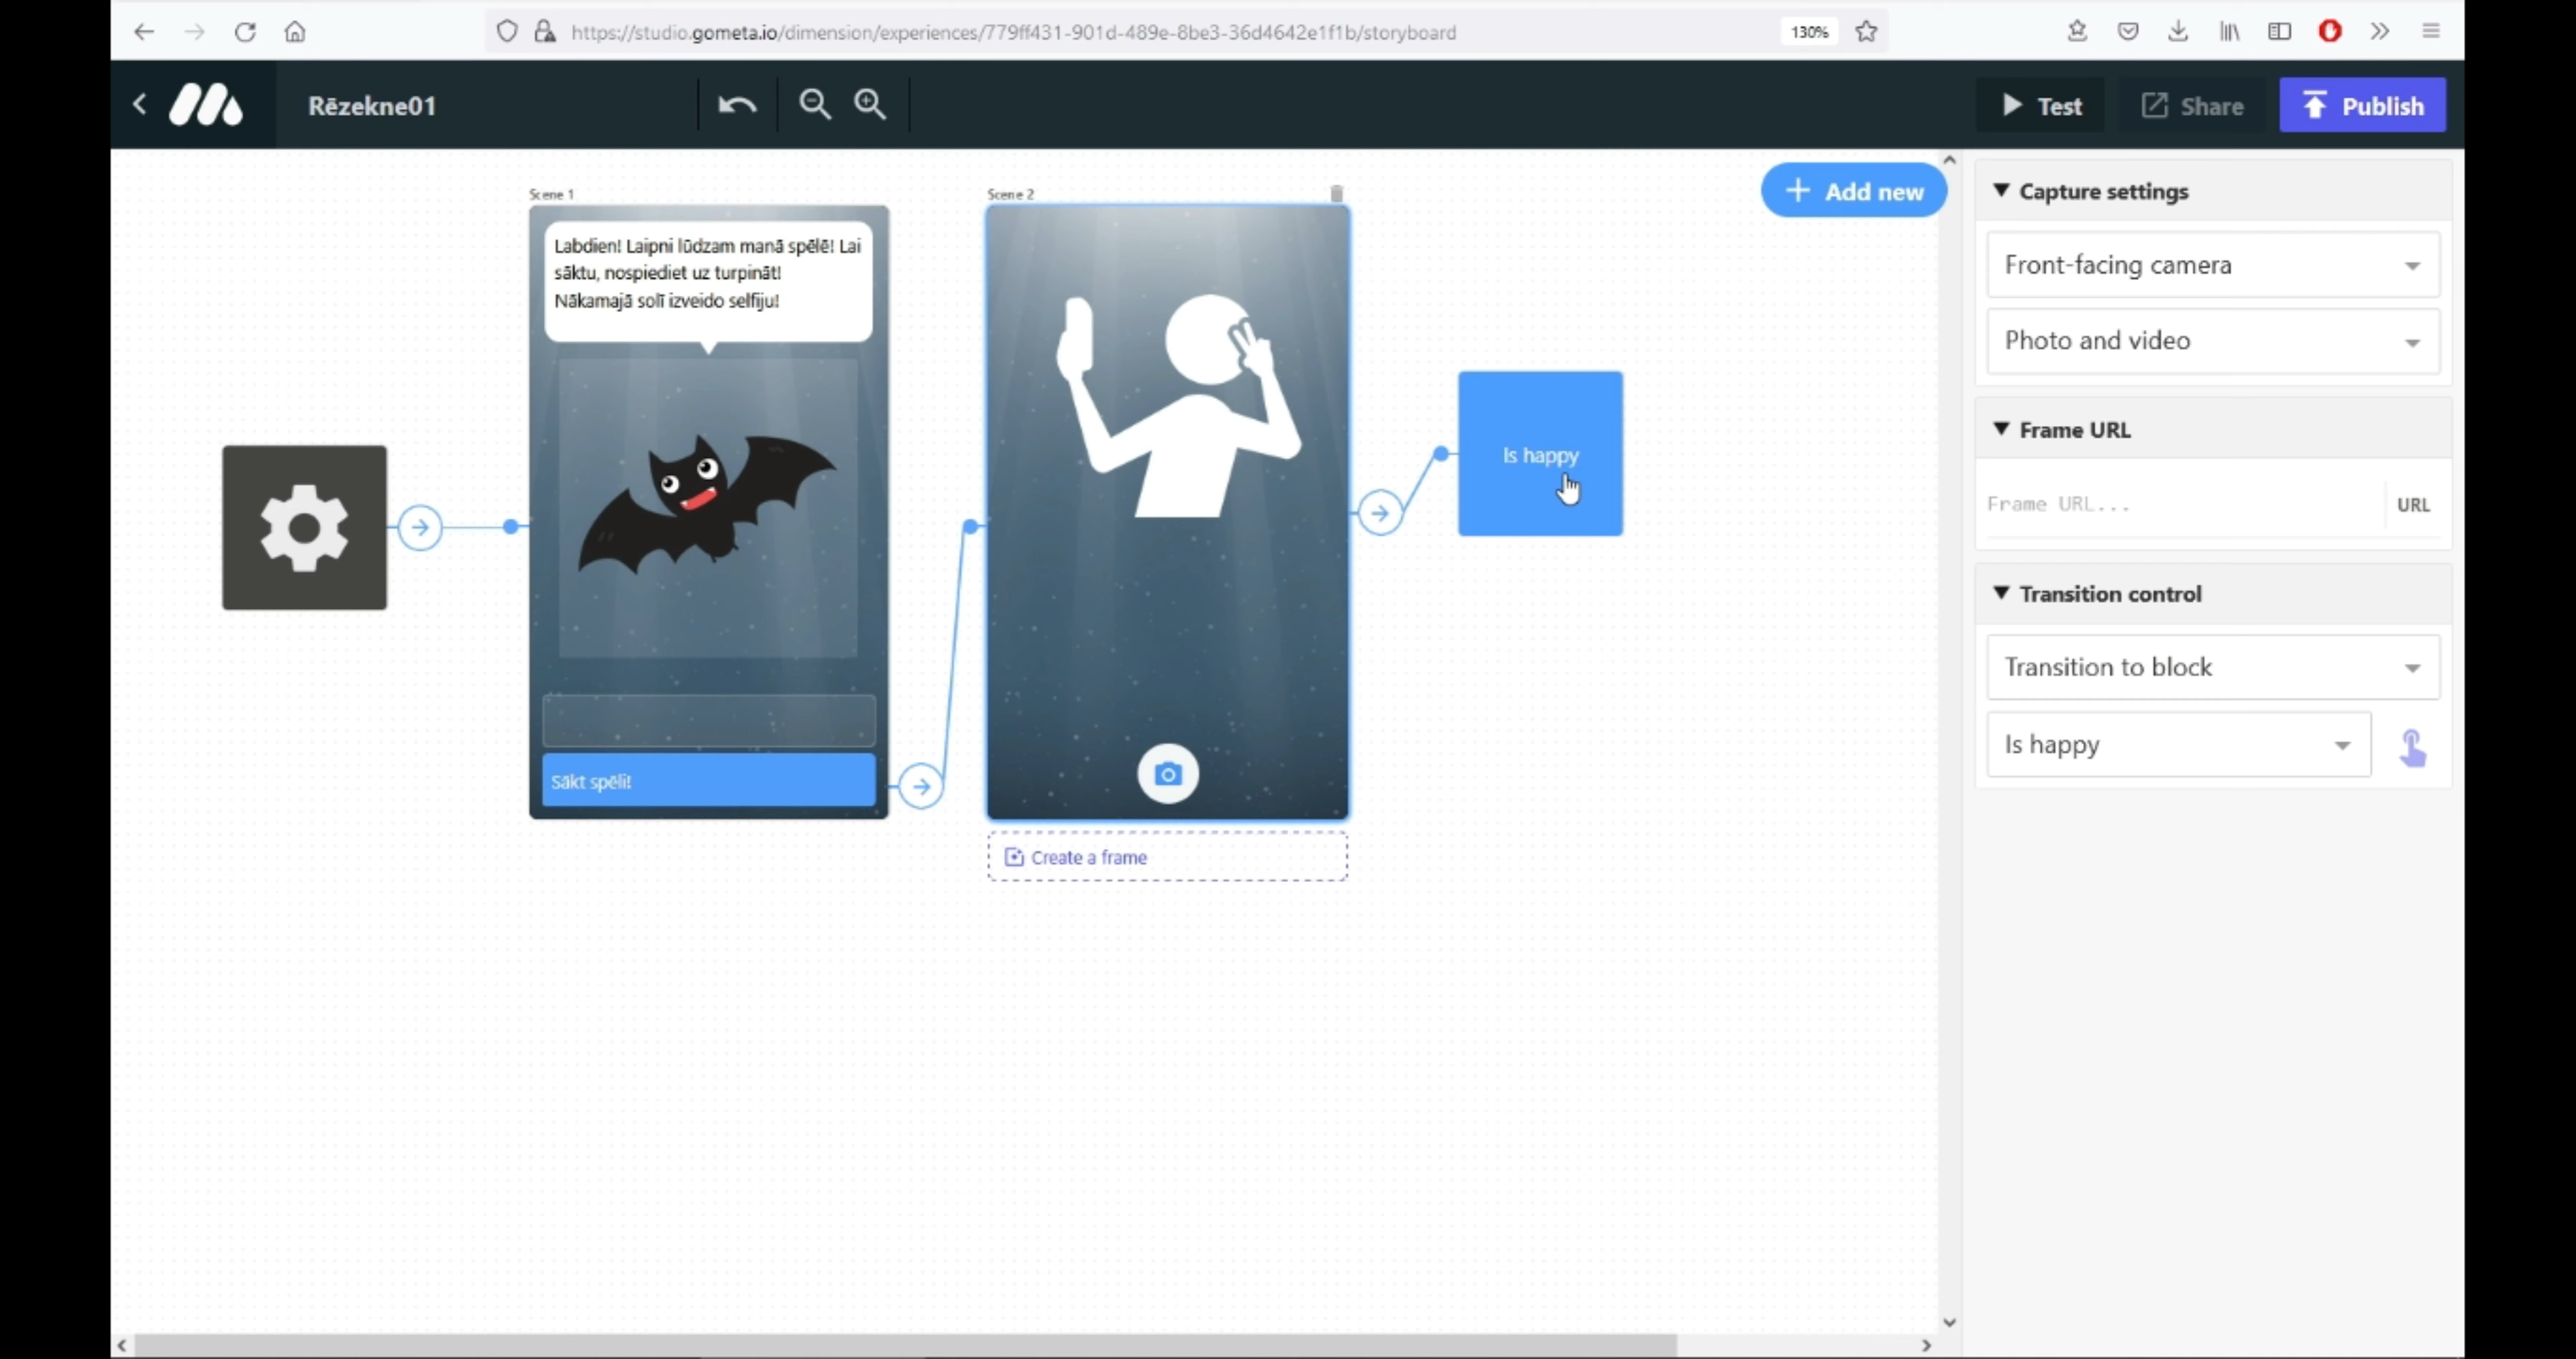 https://studio.gometa.io/dimension/experiences/779ff431-901d-489e-8be3-36d4642e1f1b/storyboard
130%
Rēzekne01
Test
Share
Publish
Scene 1
Scene 2
Add new
Labdien! Laipni lūdzam manā spēlē! Lai
sāktu, nospiediet uz turpināt!
Nākamajā solī izveido selfiju!
Sākt spēli!
Create a frame
Is happy
Capture settings
Front-facing camera
Photo and video
Frame URL
Frame URL...
URL
Transition control
Transition to block
Is happy